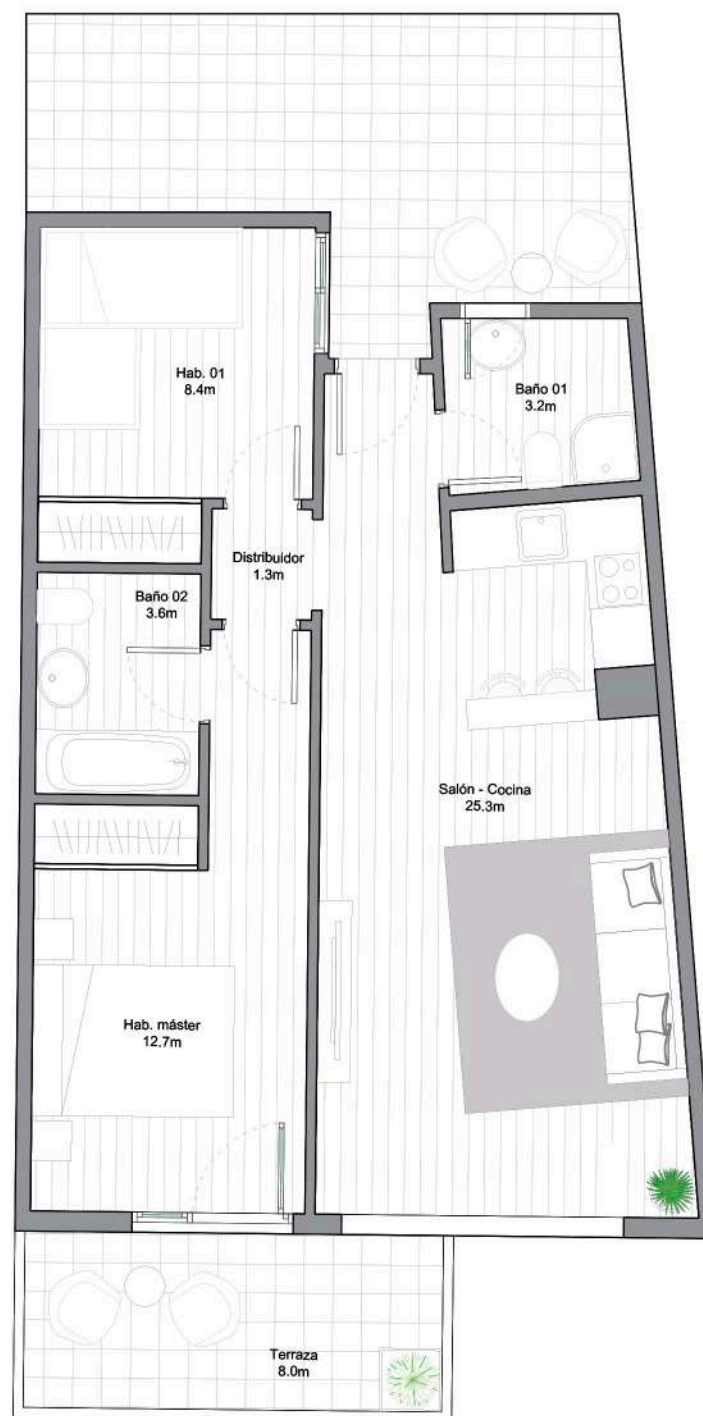 Hab. 01
8.4m
Baño 01
3.2m
Distribuidor
1.3m
Baño 02
3.6m
Salón - Cocina
25.3m
Hab. máster
12.7m
Terraza
8.0m